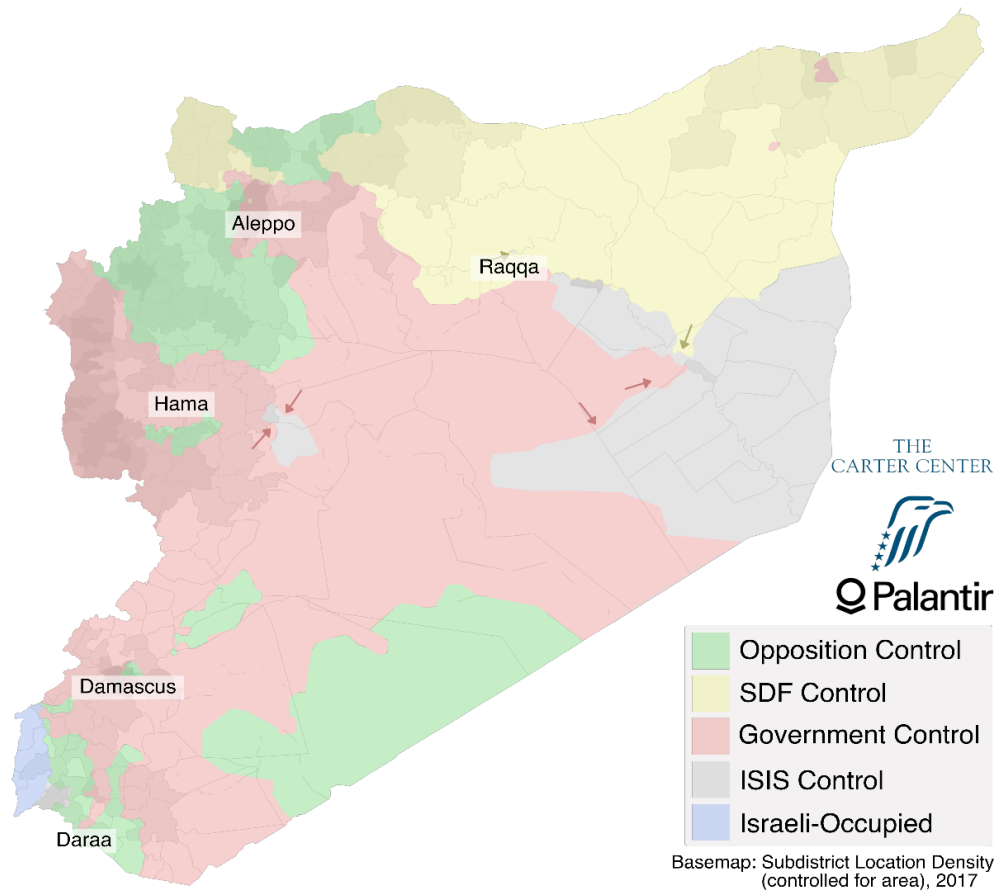 Aleppo
Raqqa
Hama
THE
CARTER CENTER
Palantir
Opposition Control
Damascus
SDF Control
Government Control
ISIS Control
Israeli-Occupied
Daraa
Basemap: Subdistrict Location Density
(controlled for area), 2017